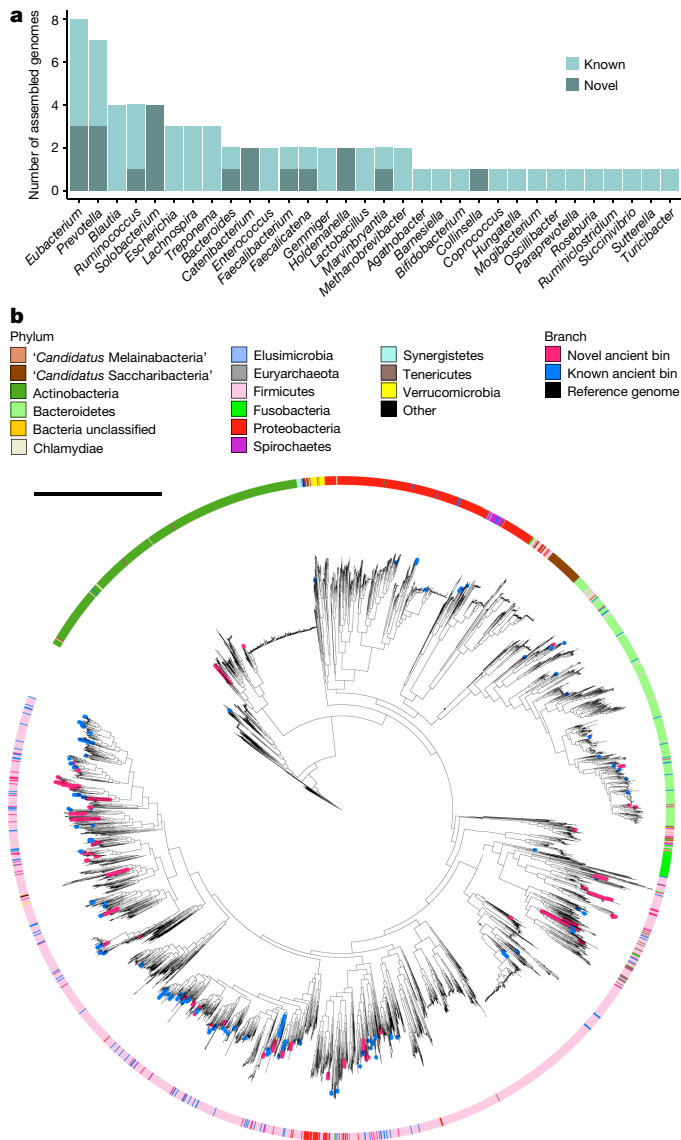 a
Number of assembled genomes
8
6
4
2
0
Known
Novel
Eubacterium
Prevotella
Blautia
Ruminococcus
Solobacterium
Escherichia
Lachnospira
Treponema
Bacteroides
Catenibacterium
Enterococcus
Faecalibacterium
Faecalicatena
Gemmiger
Holdemanella
Lactobacillus
Marvinbryantia
Methanobrevibacter
Agathobacter
Barnesiella
Bifidobacterium
Collinsella
Coprococcus
Hungatella
Mogibacterium
Oscillibacter
Paraprevotella
Roseburia
Ruminiclostridium
Succinivibrio
Sutterella
Turicibacter
b
Phylum
'Candidatus Melainabacteria'
'Candidatus Saccharibacteria'
Actinobacteria
Bacteroidetes
Bacteria unclassified
Chlamydiae
Elusimicrobia
Euryarchaeota
Firmicutes
Fusobacteria
Proteobacteria
Spirochaetes
Synergistetes
Tenericutes
Verrucomicrobia
Other
Branch
Novel ancient bin
Known ancient bin
Reference genome